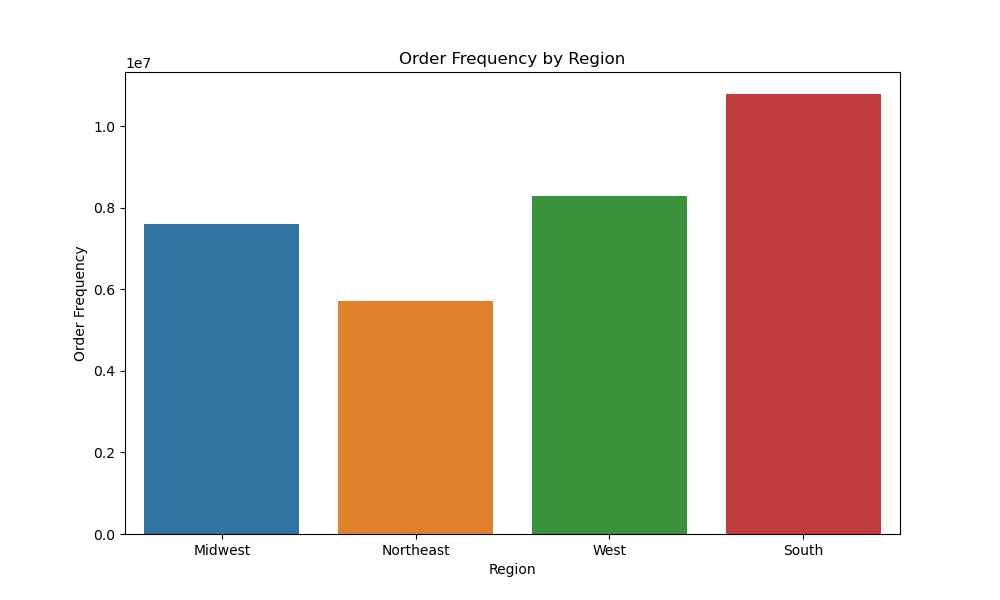 Order Frequency by Region
1e7
1.0
0.8
0.6
0.4
0.2
0.0
Order Frequency
Midwest Northeast West South
Region